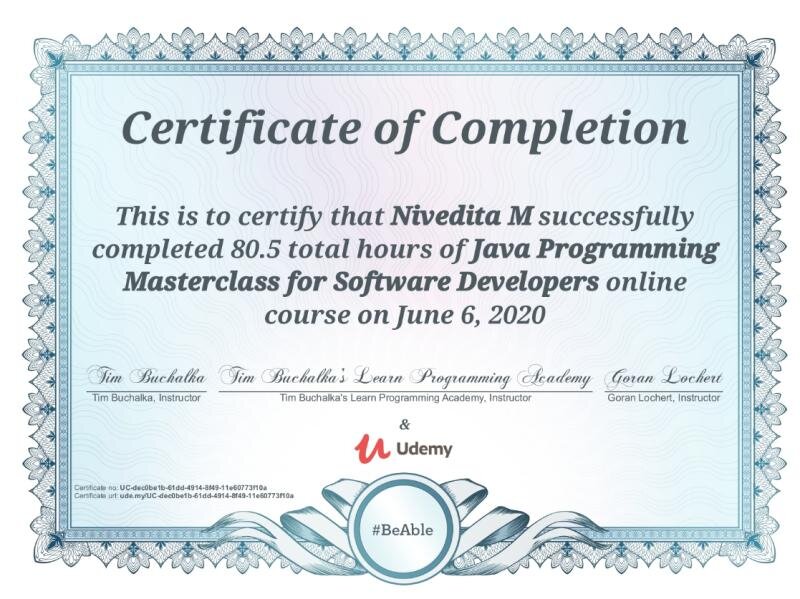 Certificate of Completion
This is to certify that Nivedita M successfully
completed 80.5 total hours of Java Programming
Masterclass for Software Developers online
course on June 6, 2020
Tim Buchalka Tim Buchalka's Learn Programming Academy Goran Lochert
Tim Buchalka, Instructor Tim Buchalka's Learn Programming Academy, Instructor Goran Lochert, Instructor
&
Udemy
Certificate no: UC-dec0be1b-61dd-4914-8f49-11e60773f10a
Certificate url: ude.my/UC-dec0be1b-61dd-4914-8f49-11e60773f10a
#BeAble